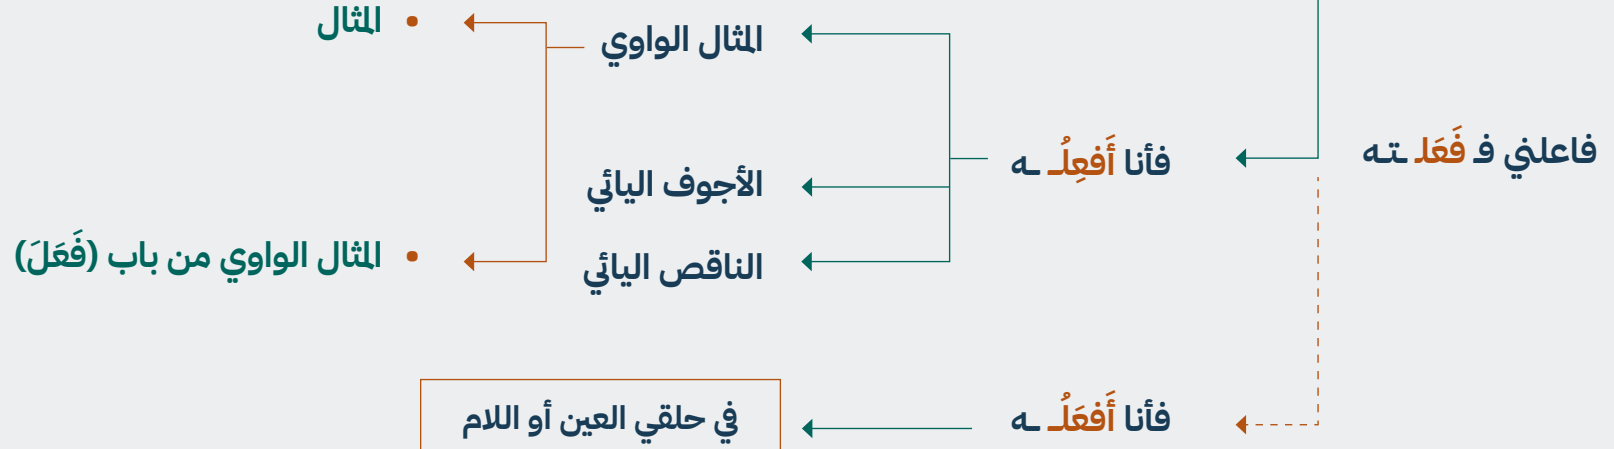 فاعلني فـ فَعَلـ ـتـه
فأنا أَفعِلُـ ـه
المثال الواوي
الأجوف اليائي
الناقص اليائي
• المثال
• المثال الواوي من باب (فَعَلَ)
فأنا أَفعَلُـ ـه
في حلقي العين أو اللام